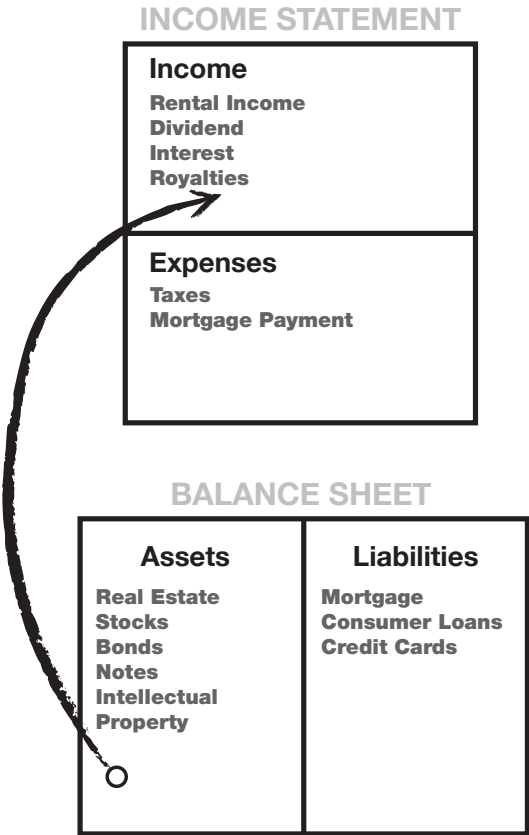 INCOME STATEMENT
Income
Rental Income
Dividend
Interest
Royalties
Expenses
Taxes
Mortgage Payment
BALANCE SHEET
Assets
Real Estate
Stocks
Bonds
Notes
Intellectual
Property
Liabilities
Mortgage
Consumer Loans
Credit Cards